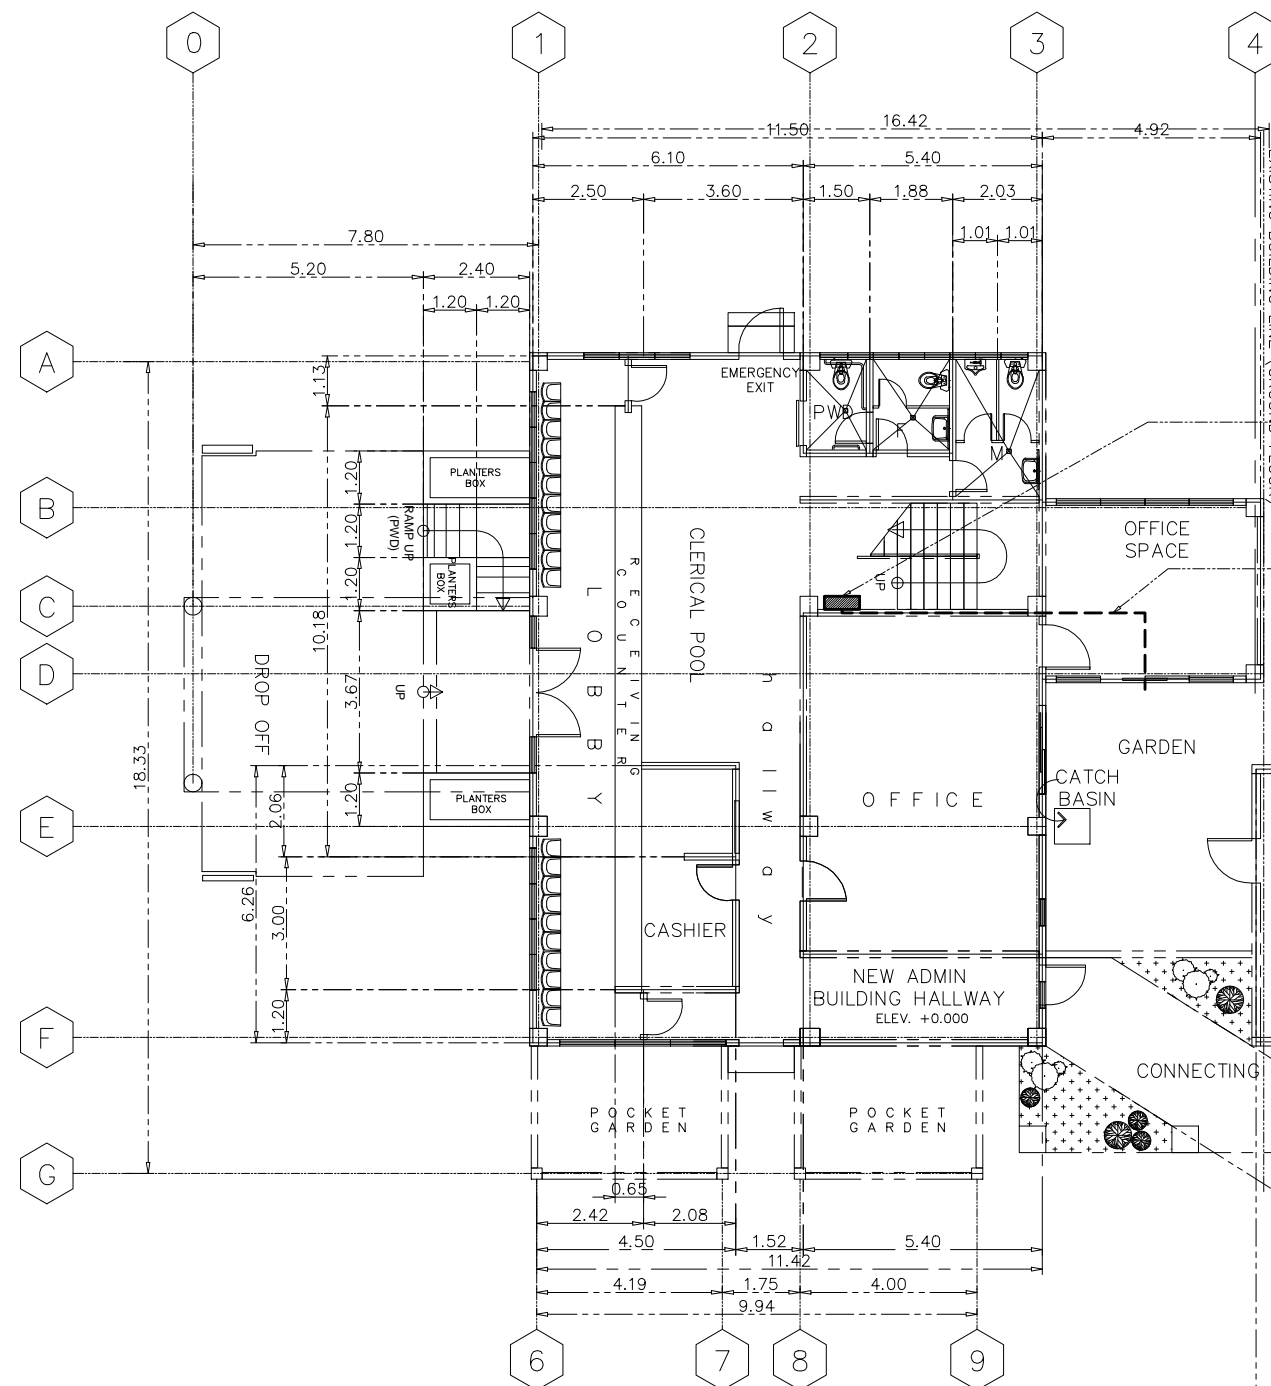 0
1
2
3
4
16.42
11.50
4.92
6.10
5.40
2.50
3.60
1.50
1.88
2.03
7.80
1.01
1.01
5.20
2.40
1.20
1.20
A
1.13
EMERGENCY
EXIT
PWD
F
M
1.20
PLANTERS
BOX
B
1.20
RAMP UP
(PWD)
OFFICE
SPACE
CLERICAL POOL
RECUENIVING
COUINTERG
1.20
PLANTERS
BOX
UP
C
10.18
LOBBY
D
DROP OFF
3.67
UP
hallway
18.33
GARDEN
CATCH
BASIN
2.06
1.20
PLANTERS
BOX
OFFICE
E
6.26
3.00
CASHIER
NEW ADMIN
BUILDING HALLWAY
ELEV. +0.000
1.20
F
CONNECTING
POCKET
GARDEN
POCKET
GARDEN
G
0.65
2.42
2.08
4.50
1.52
5.40
11.42
4.19
1.75
4.00
9.94
6
7
8
9